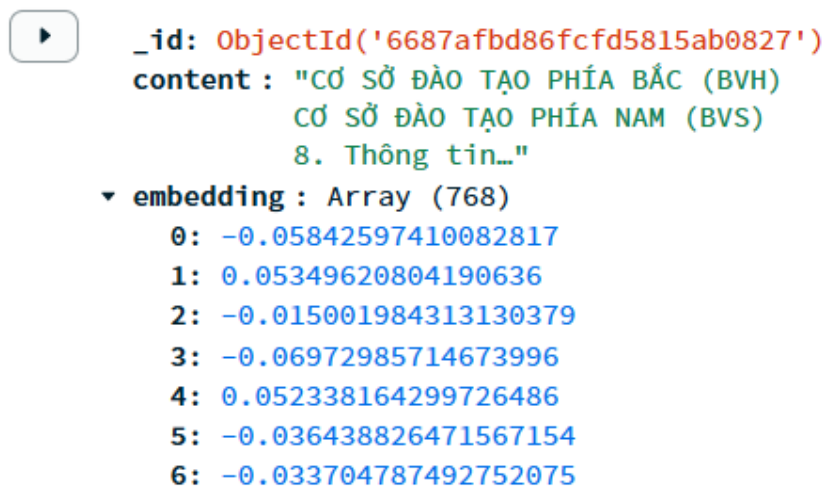 _id: ObjectId('6687afbd86fcfd5815ab0827')
content : "CƠ SỞ ĐÀO TẠO PHÍA BẮC (BVH)
CƠ SỞ ĐÀO TẠO PHÍA NAM (BVS)
8. Thông tin…"
embedding : Array (768)
0: -0.05842597410082817
1: 0.05349620804190636
2: -0.015001984313130379
3: -0.06972985714673996
4: 0.052338164299726486
5: -0.036438826471567154
6: -0.033704787492752075